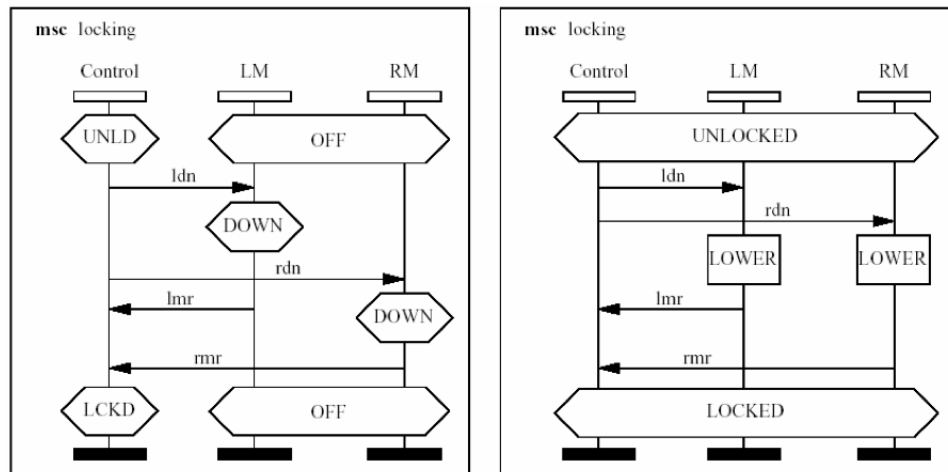 msc locking
Control LM RM
UNLD OFF
ldn
DOWN
rdn
lmr
DOWN
rmr
LCKD OFF
msc locking
Control LM RM
UNLOCKED
ldn
rdn
LOWER LOWER
lmr
rmr
LOCKED